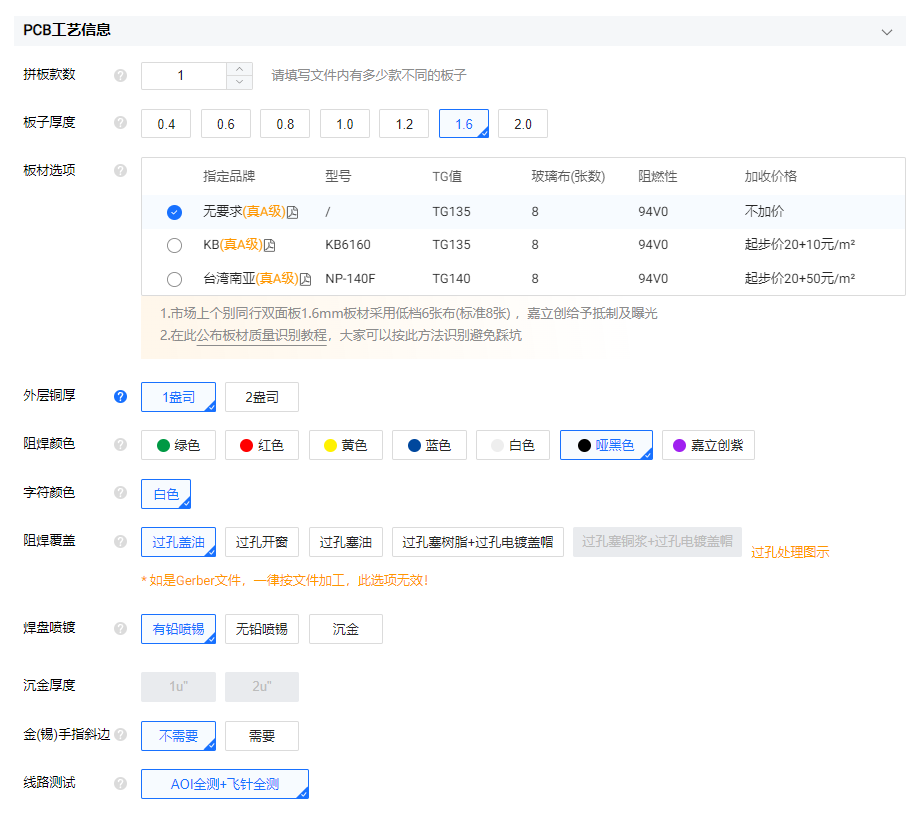 PCB工艺信息
拼板款数 ? 1 请填写文件内有多少款不同的板子
板子厚度 ? 0.4 0.6 0.8 1.0 1.2 1.6 2.0
板材选项 ? 指定品牌 型号 TG值 玻璃布(张数) 阻燃性 加收价格
无要求(真A级) / TG135 8 94V0 不加价
KB(真A级) KB6160 TG135 8 94V0 起步价20+10元/m²
台湾南亚(真A级) NP-140F TG140 8 94V0 起步价20+50元/m²
1.市场上个别同行双面板1.6mm板材采用低档6张布(标准8张) ，嘉立创给予抵制及曝光
2.在此公布板材质量识别教程，大家可以按此方法识别避免踩坑
外层铜厚 ? 1盎司 2盎司
阻焊颜色 ? 绿色 红色 黄色 蓝色 白色 哑黑色 嘉立创紫
字符颜色 ? 白色
阻焊覆盖 ? 过孔盖油 过孔开窗 过孔塞油 过孔塞树脂+过孔电镀盖帽 过孔塞铜浆+过孔电镀盖帽 过孔处理图示
* 如是Gerber文件，一律按文件加工，此选项无效！
焊盘喷镀 ? 有铅喷锡 无铅喷锡 沉金
沉金厚度 1u" 2u"
金(锡)手指斜边 ? 不需要 需要
线路测试 ? AOI全测+飞针全测